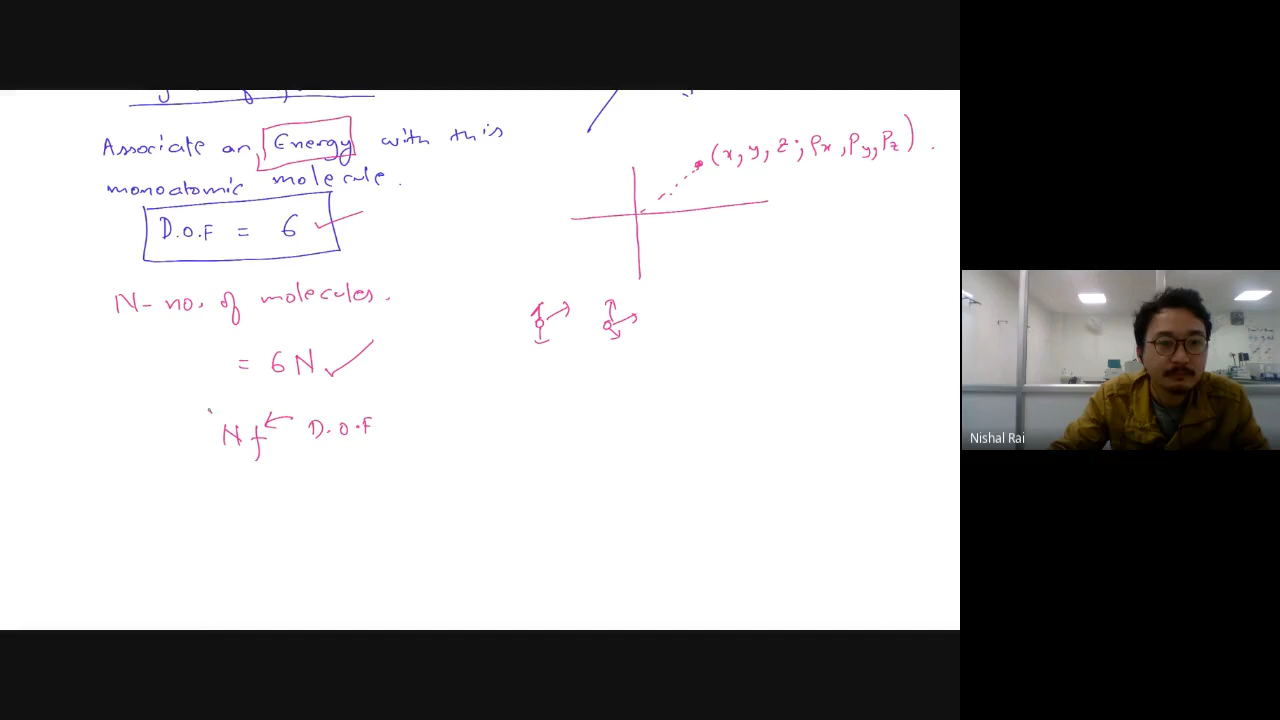 Associate an Energy with this
monoatomic molecule.
D.O.F = 6
(x, y, z; Px, Py, Pz).
N- no. of molecules.
= 6N
Nf ← D.O.F
Nishal Rai